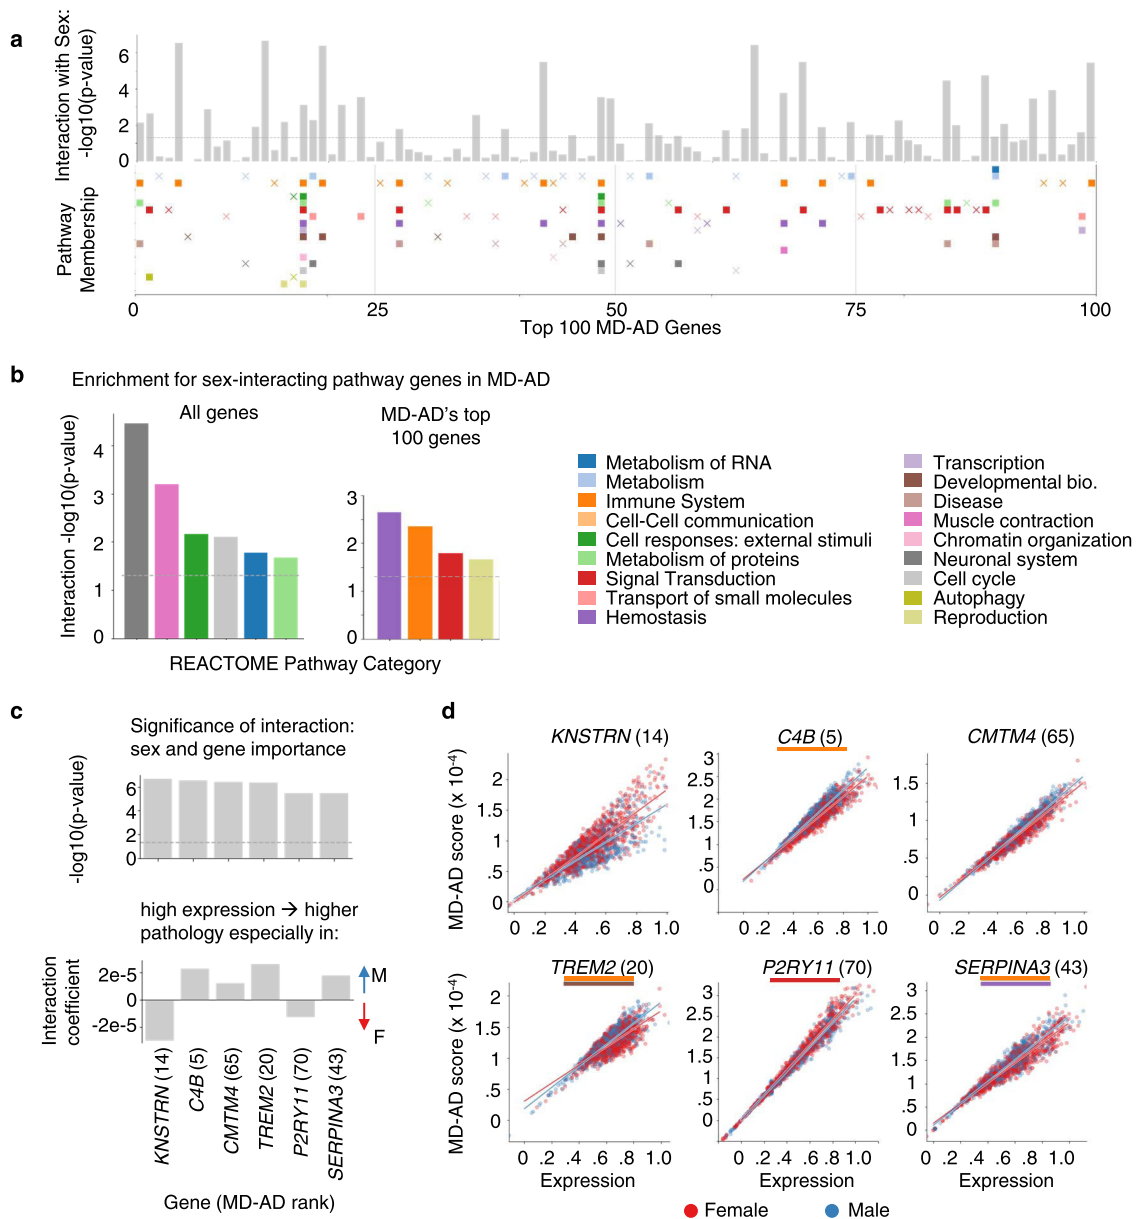 a
Interaction with Sex:
-log10(p-value)
6
4
2
0
Pathway
Membership
0
25
50
75
100
Top 100 MD-AD Genes
b
Enrichment for sex-interacting pathway genes in MD-AD
All genes
MD-AD's top
100 genes
Interaction -log10(p-value)
4
3
2
1
0
3
2
1
0
REACTOME Pathway Category
Metabolism of RNA
Metabolism
Immune System
Cell-Cell communication
Cell responses: external stimuli
Metabolism of proteins
Signal Transduction
Transport of small molecules
Hemostasis
Transcription
Developmental bio.
Disease
Muscle contraction
Chromatin organization
Neuronal system
Cell cycle
Autophagy
Reproduction
c
Significance of interaction:
sex and gene importance
-log10(p-value)
6
4
2
0
high expression → higher
pathology especially in:
Interaction
coefficient
2e-5
0
-2e-5
M
F
KNSTRN (14)
C4B (5)
CMTM4 (65)
TREM2 (20)
P2RY11 (70)
SERPINA3 (43)
Gene (MD-AD rank)
d
KNSTRN (14)
MD-AD score (x 10⁻⁴)
2
1.5
1
.5
0
0 .2 .4 .6 .8 1.0
C4B (5)
3
2.5
2
1.5
1
.5
0
0 .2 .4 .6 .8 1.0
CMTM4 (65)
1.5
1
.5
0
0 .2 .4 .6 .8 1.0
TREM2 (20)
MD-AD score (x 10⁻⁴)
2
1.5
1
.5
0
0 .2 .4 .6 .8 1.0
Expression
P2RY11 (70)
3
2.5
2
1.5
1
.5
0
0 .2 .4 .6 .8 1.0
Expression
SERPINA3 (43)
3
2.5
2
1.5
1
.5
0
0 .2 .4 .6 .8 1.0
Expression
Female
Male